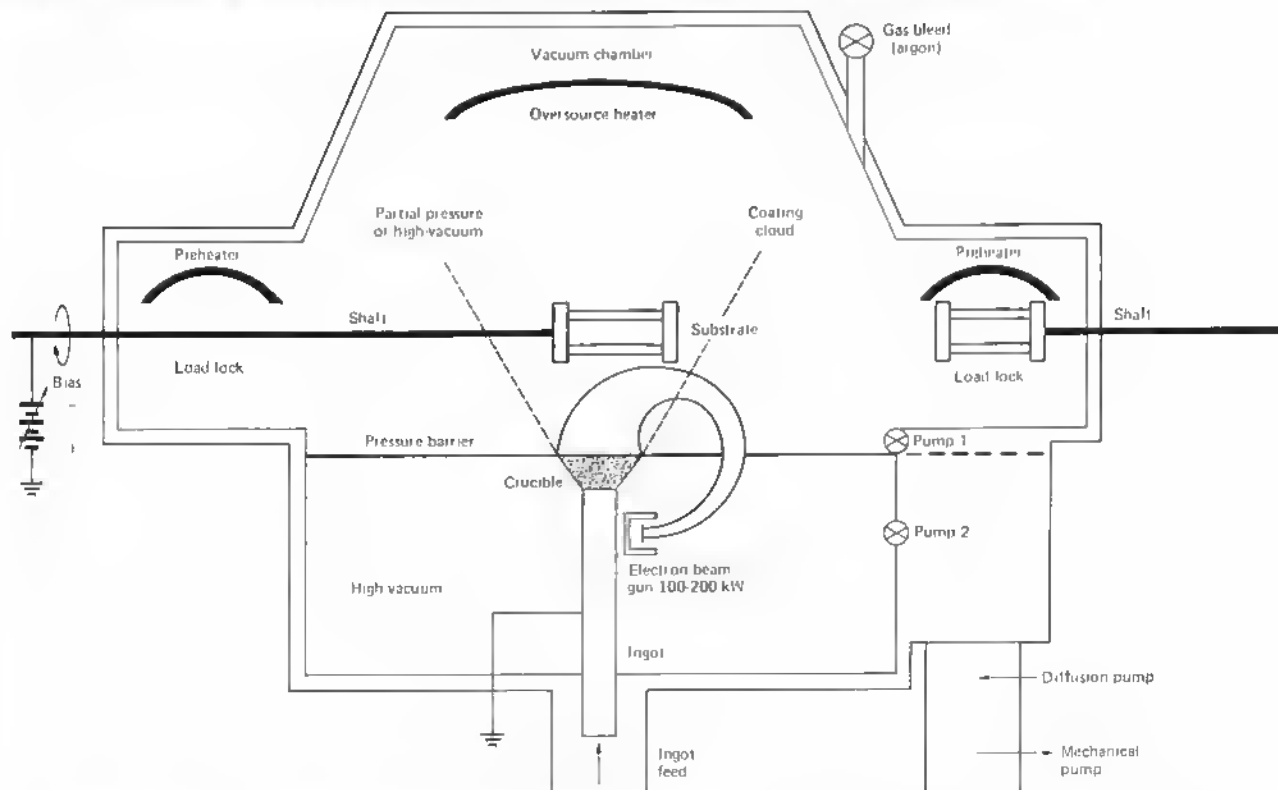 Gas bleed
(argon)
Vacuum chamber
Oversource heater
Partial pressure
or high-vacuum
Coating
cloud
Preheater
Preheater
Shaft
Substrate
Shaft
Load lock
Load lock
Bias
Pressure barrier
Pump 1
Crucible
Pump 2
Electron beam
gun 100-200 kW
High vacuum
Ingot
Diffusion pump
Ingot
feed
Mechanical
pump